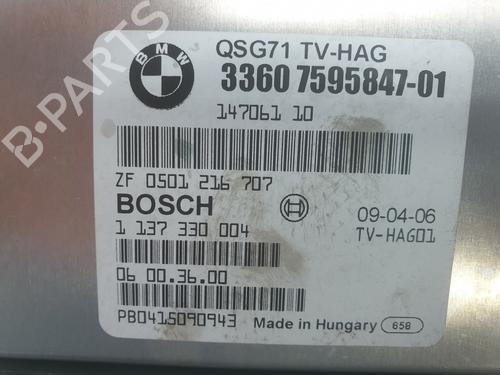 BMW
QSG71 TV-HAG
3360 7595847-01
147061 10
ZF 0501 216 707
BOSCH
1 137 330 004
09-04-06
TV-HAG01
06 00.36.00
PB0415090943
Made in Hungary 658
B-PARTS